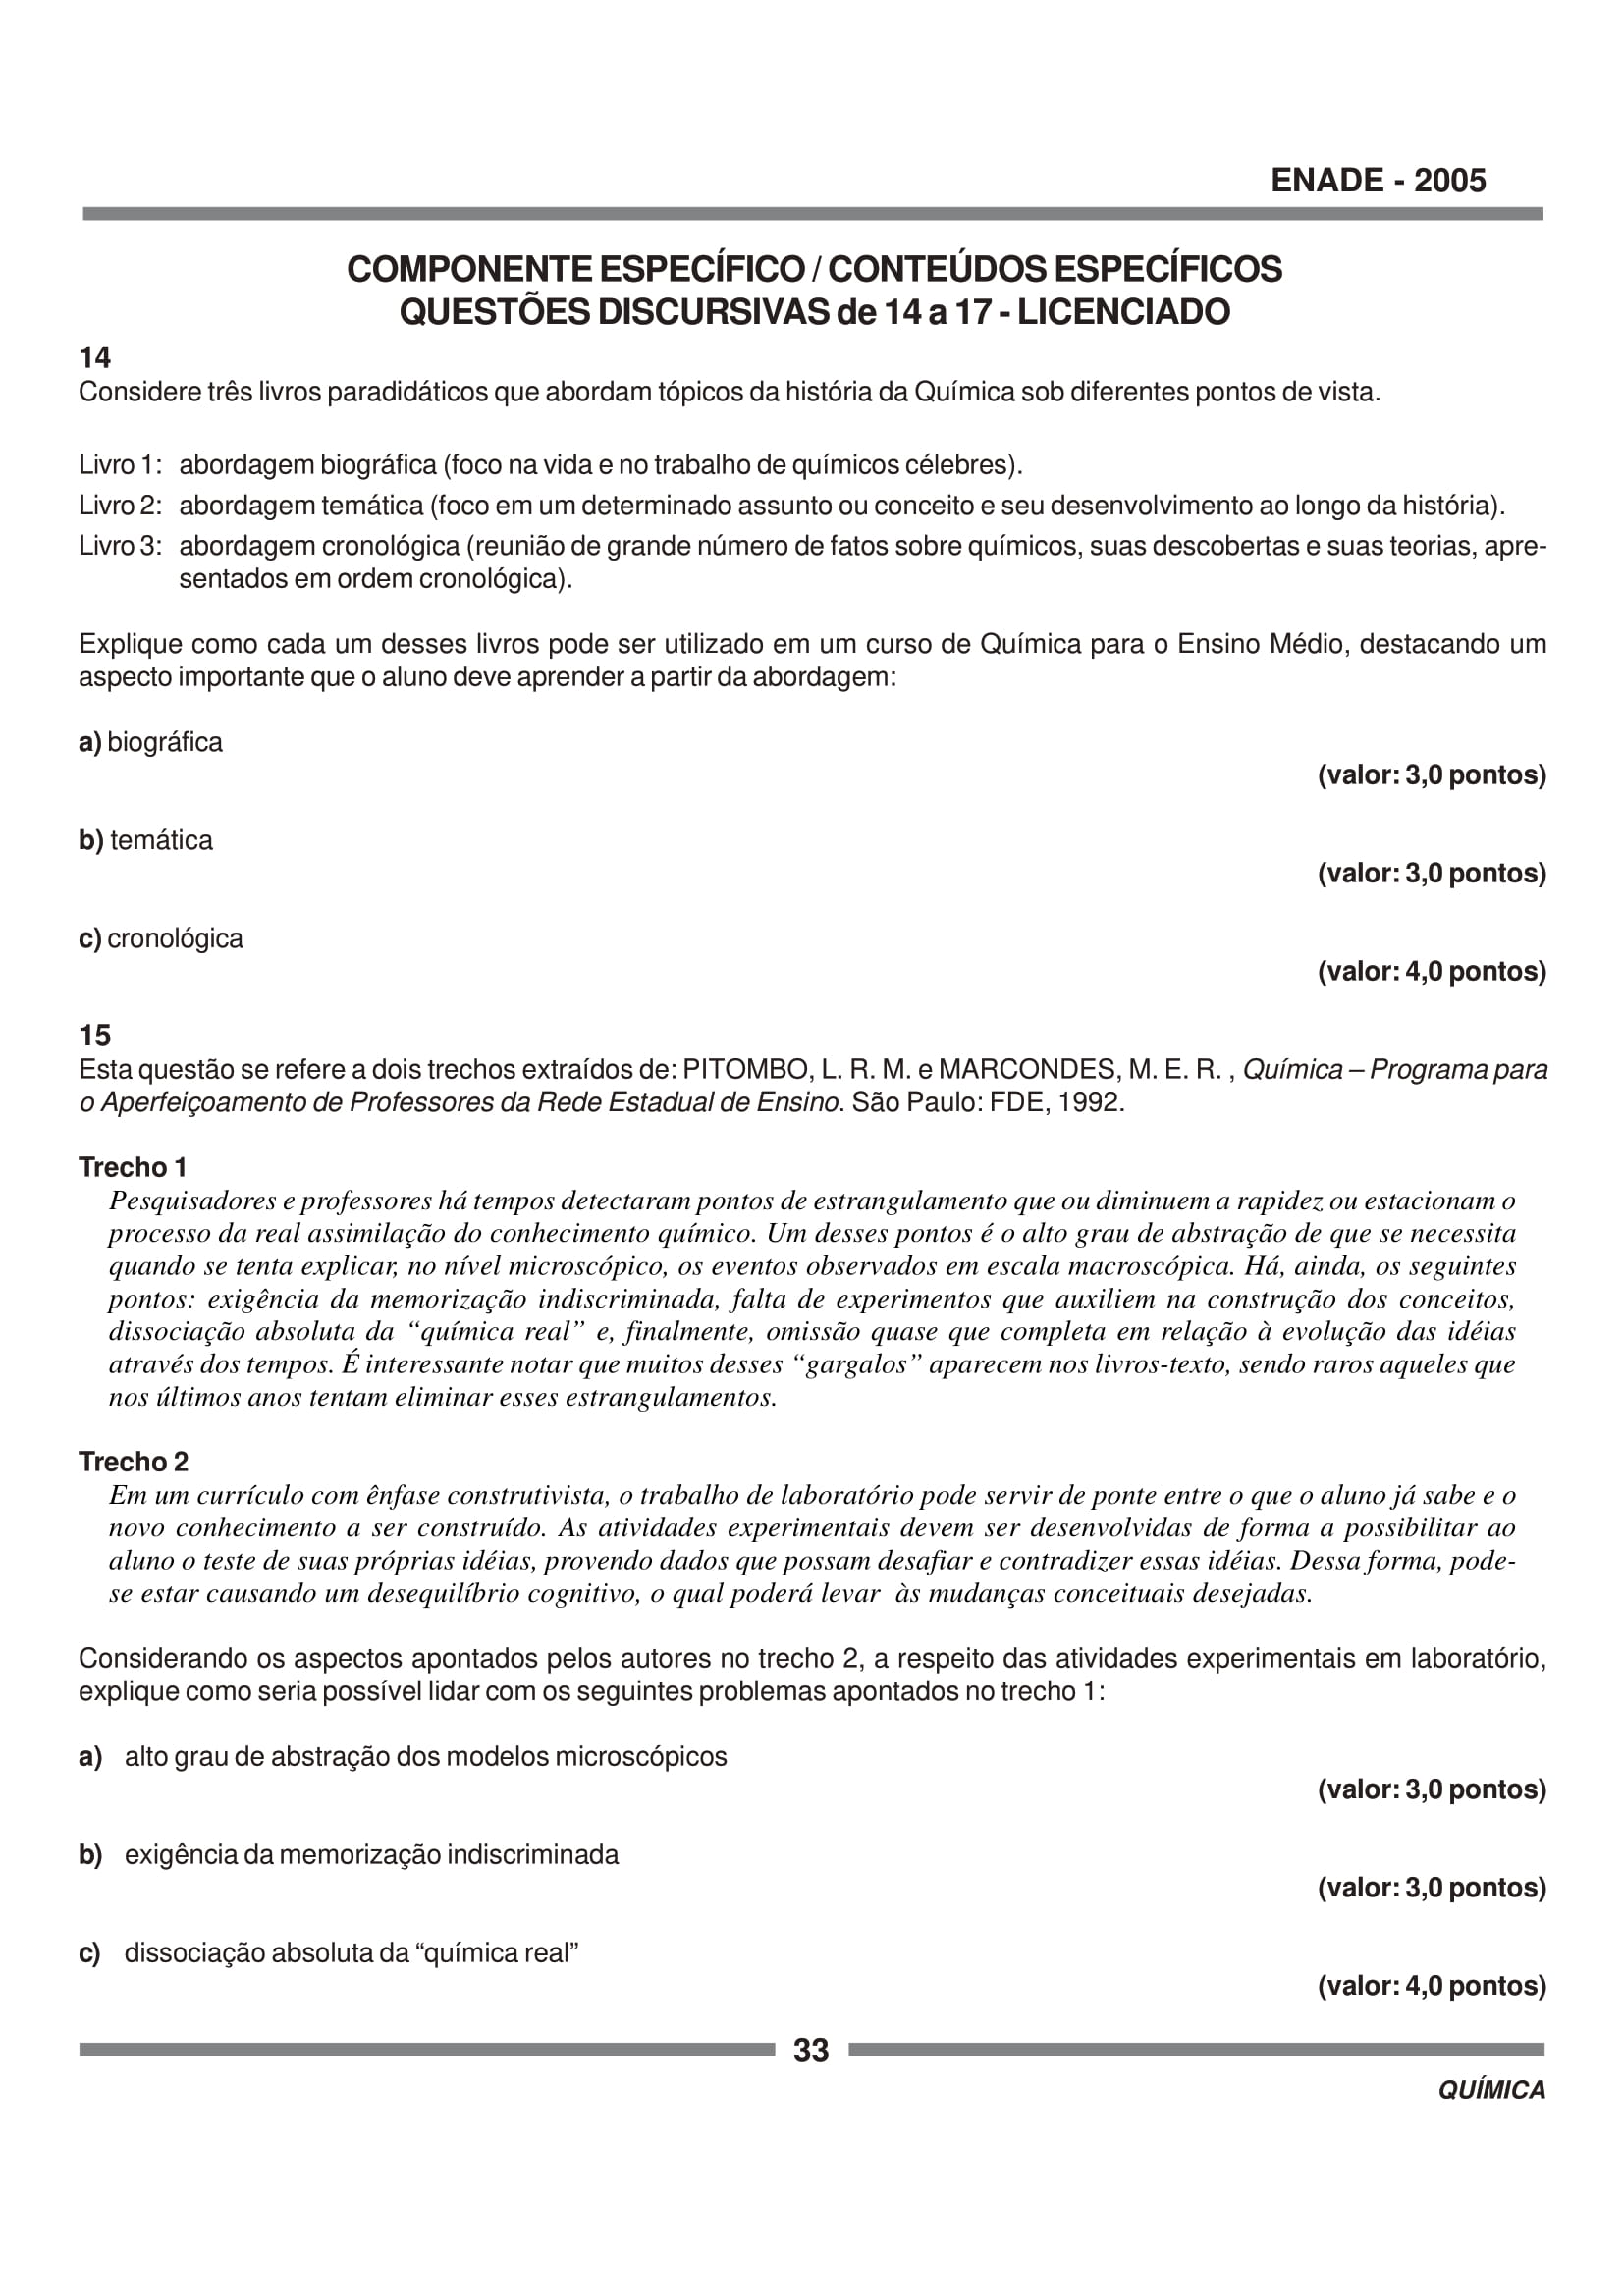 ENADE - 2005
COMPONENTE ESPECÍFICO / CONTEÚDOS ESPECÍFICOS
QUESTÕES DISCURSIVAS de 14 a 17 - LICENCIADO
14
Considere três livros paradidáticos que abordam tópicos da história da Química sob diferentes pontos de vista.
Livro 1: abordagem biográfica (foco na vida e no trabalho de químicos célebres).
Livro 2: abordagem temática (foco em um determinado assunto ou conceito e seu desenvolvimento ao longo da história).
Livro 3: abordagem cronológica (reunião de grande número de fatos sobre químicos, suas descobertas e suas teorias, apre-
sentados em ordem cronológica).
Explique como cada um desses livros pode ser utilizado em um curso de Química para o Ensino Médio, destacando um
aspecto importante que o aluno deve aprender a partir da abordagem:
a) biográfica
(valor: 3,0 pontos)
b) temática
(valor: 3,0 pontos)
c) cronológica
(valor: 4,0 pontos)
15
Esta questão se refere a dois trechos extraídos de: PITOMBO, L. R. M. e MARCONDES, M. E. R. , Química – Programa para
o Aperfeiçoamento de Professores da Rede Estadual de Ensino. São Paulo: FDE, 1992.
Trecho 1
Pesquisadores e professores há tempos detectaram pontos de estrangulamento que ou diminuem a rapidez ou estacionam o
processo da real assimilação do conhecimento químico. Um desses pontos é o alto grau de abstração de que se necessita
quando se tenta explicar, no nível microscópico, os eventos observados em escala macroscópica. Há, ainda, os seguintes
pontos: exigência da memorização indiscriminada, falta de experimentos que auxiliem na construção dos conceitos,
dissociação absoluta da “química real” e, finalmente, omissão quase que completa em relação à evolução das idéias
através dos tempos. É interessante notar que muitos desses “gargalos” aparecem nos livros-texto, sendo raros aqueles que
nos últimos anos tentam eliminar esses estrangulamentos.
Trecho 2
Em um currículo com ênfase construtivista, o trabalho de laboratório pode servir de ponte entre o que o aluno já sabe e o
novo conhecimento a ser construído. As atividades experimentais devem ser desenvolvidas de forma a possibilitar ao
aluno o teste de suas próprias idéias, provendo dados que possam desafiar e contradizer essas idéias. Dessa forma, pode-
se estar causando um desequilíbrio cognitivo, o qual poderá levar às mudanças conceituais desejadas.
Considerando os aspectos apontados pelos autores no trecho 2, a respeito das atividades experimentais em laboratório,
explique como seria possível lidar com os seguintes problemas apontados no trecho 1:
a) alto grau de abstração dos modelos microscópicos
(valor: 3,0 pontos)
b) exigência da memorização indiscriminada
(valor: 3,0 pontos)
c) dissociação absoluta da “química real”
(valor: 4,0 pontos)
33
QUÍMICA